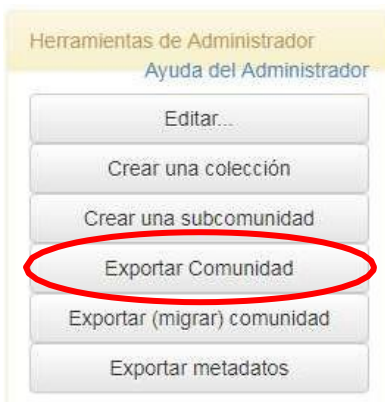 Herramientas de Administrador
Ayuda del Administrador
Editar...
Crear una colección
Crear una subcomunidad
Exportar Comunidad
Exportar (migrar) comunidad
Exportar metadatos